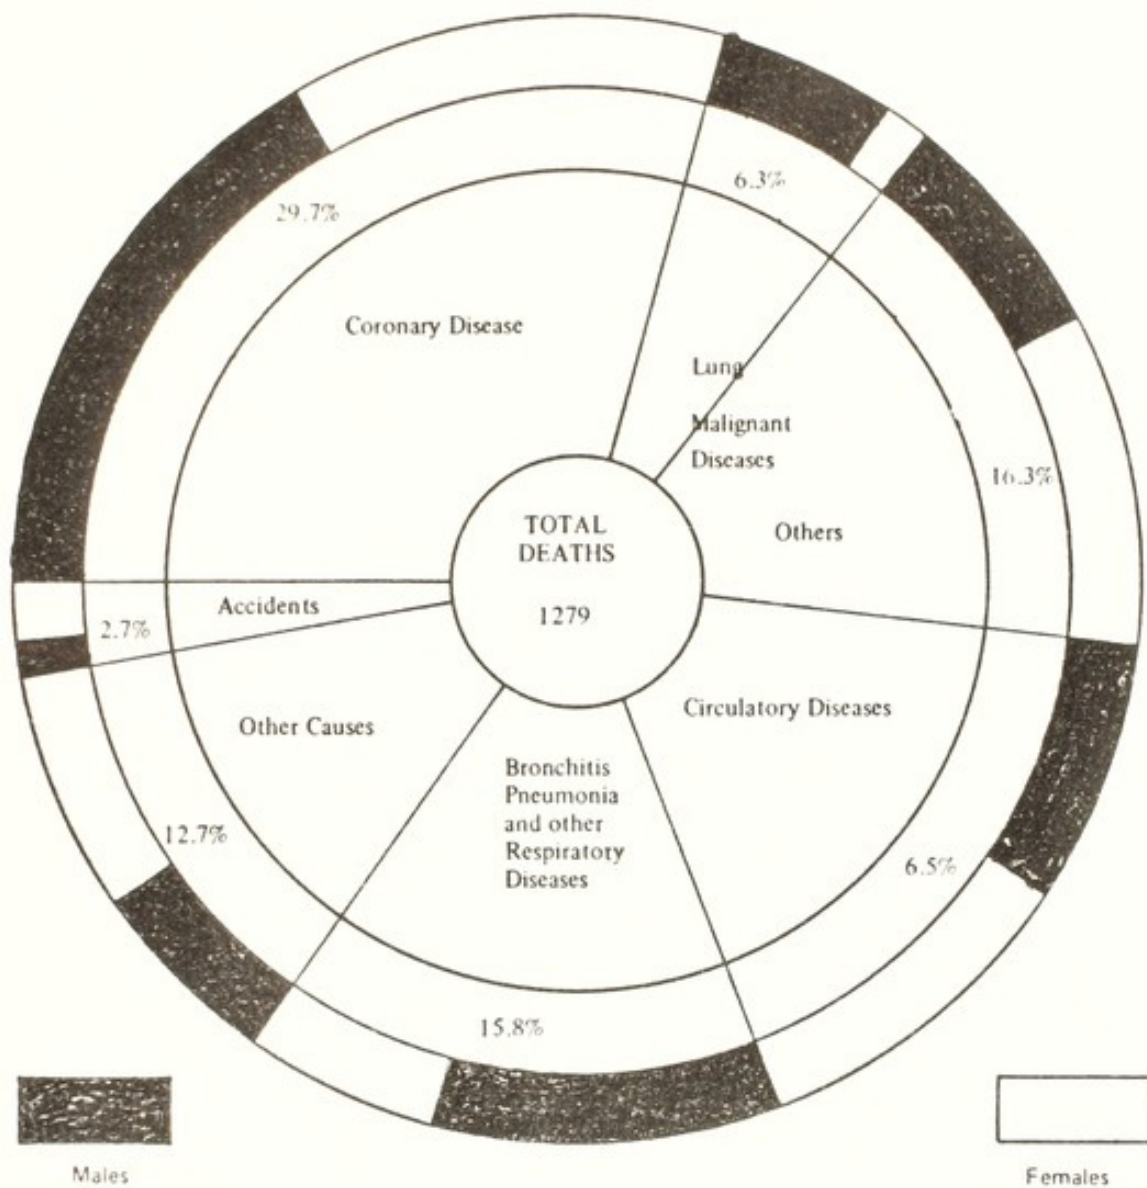 6.3%
29.7%
Coronary Disease
Lung
Malignant
Diseases
16.3%
Others
TOTAL
DEATHS
1279
Accidents
2.7%
Circulatory Diseases
Other Causes
Bronchitis
Pneumonia
and other
Respiratory
Diseases
12.7%
6.5%
15.8%
Males
Females